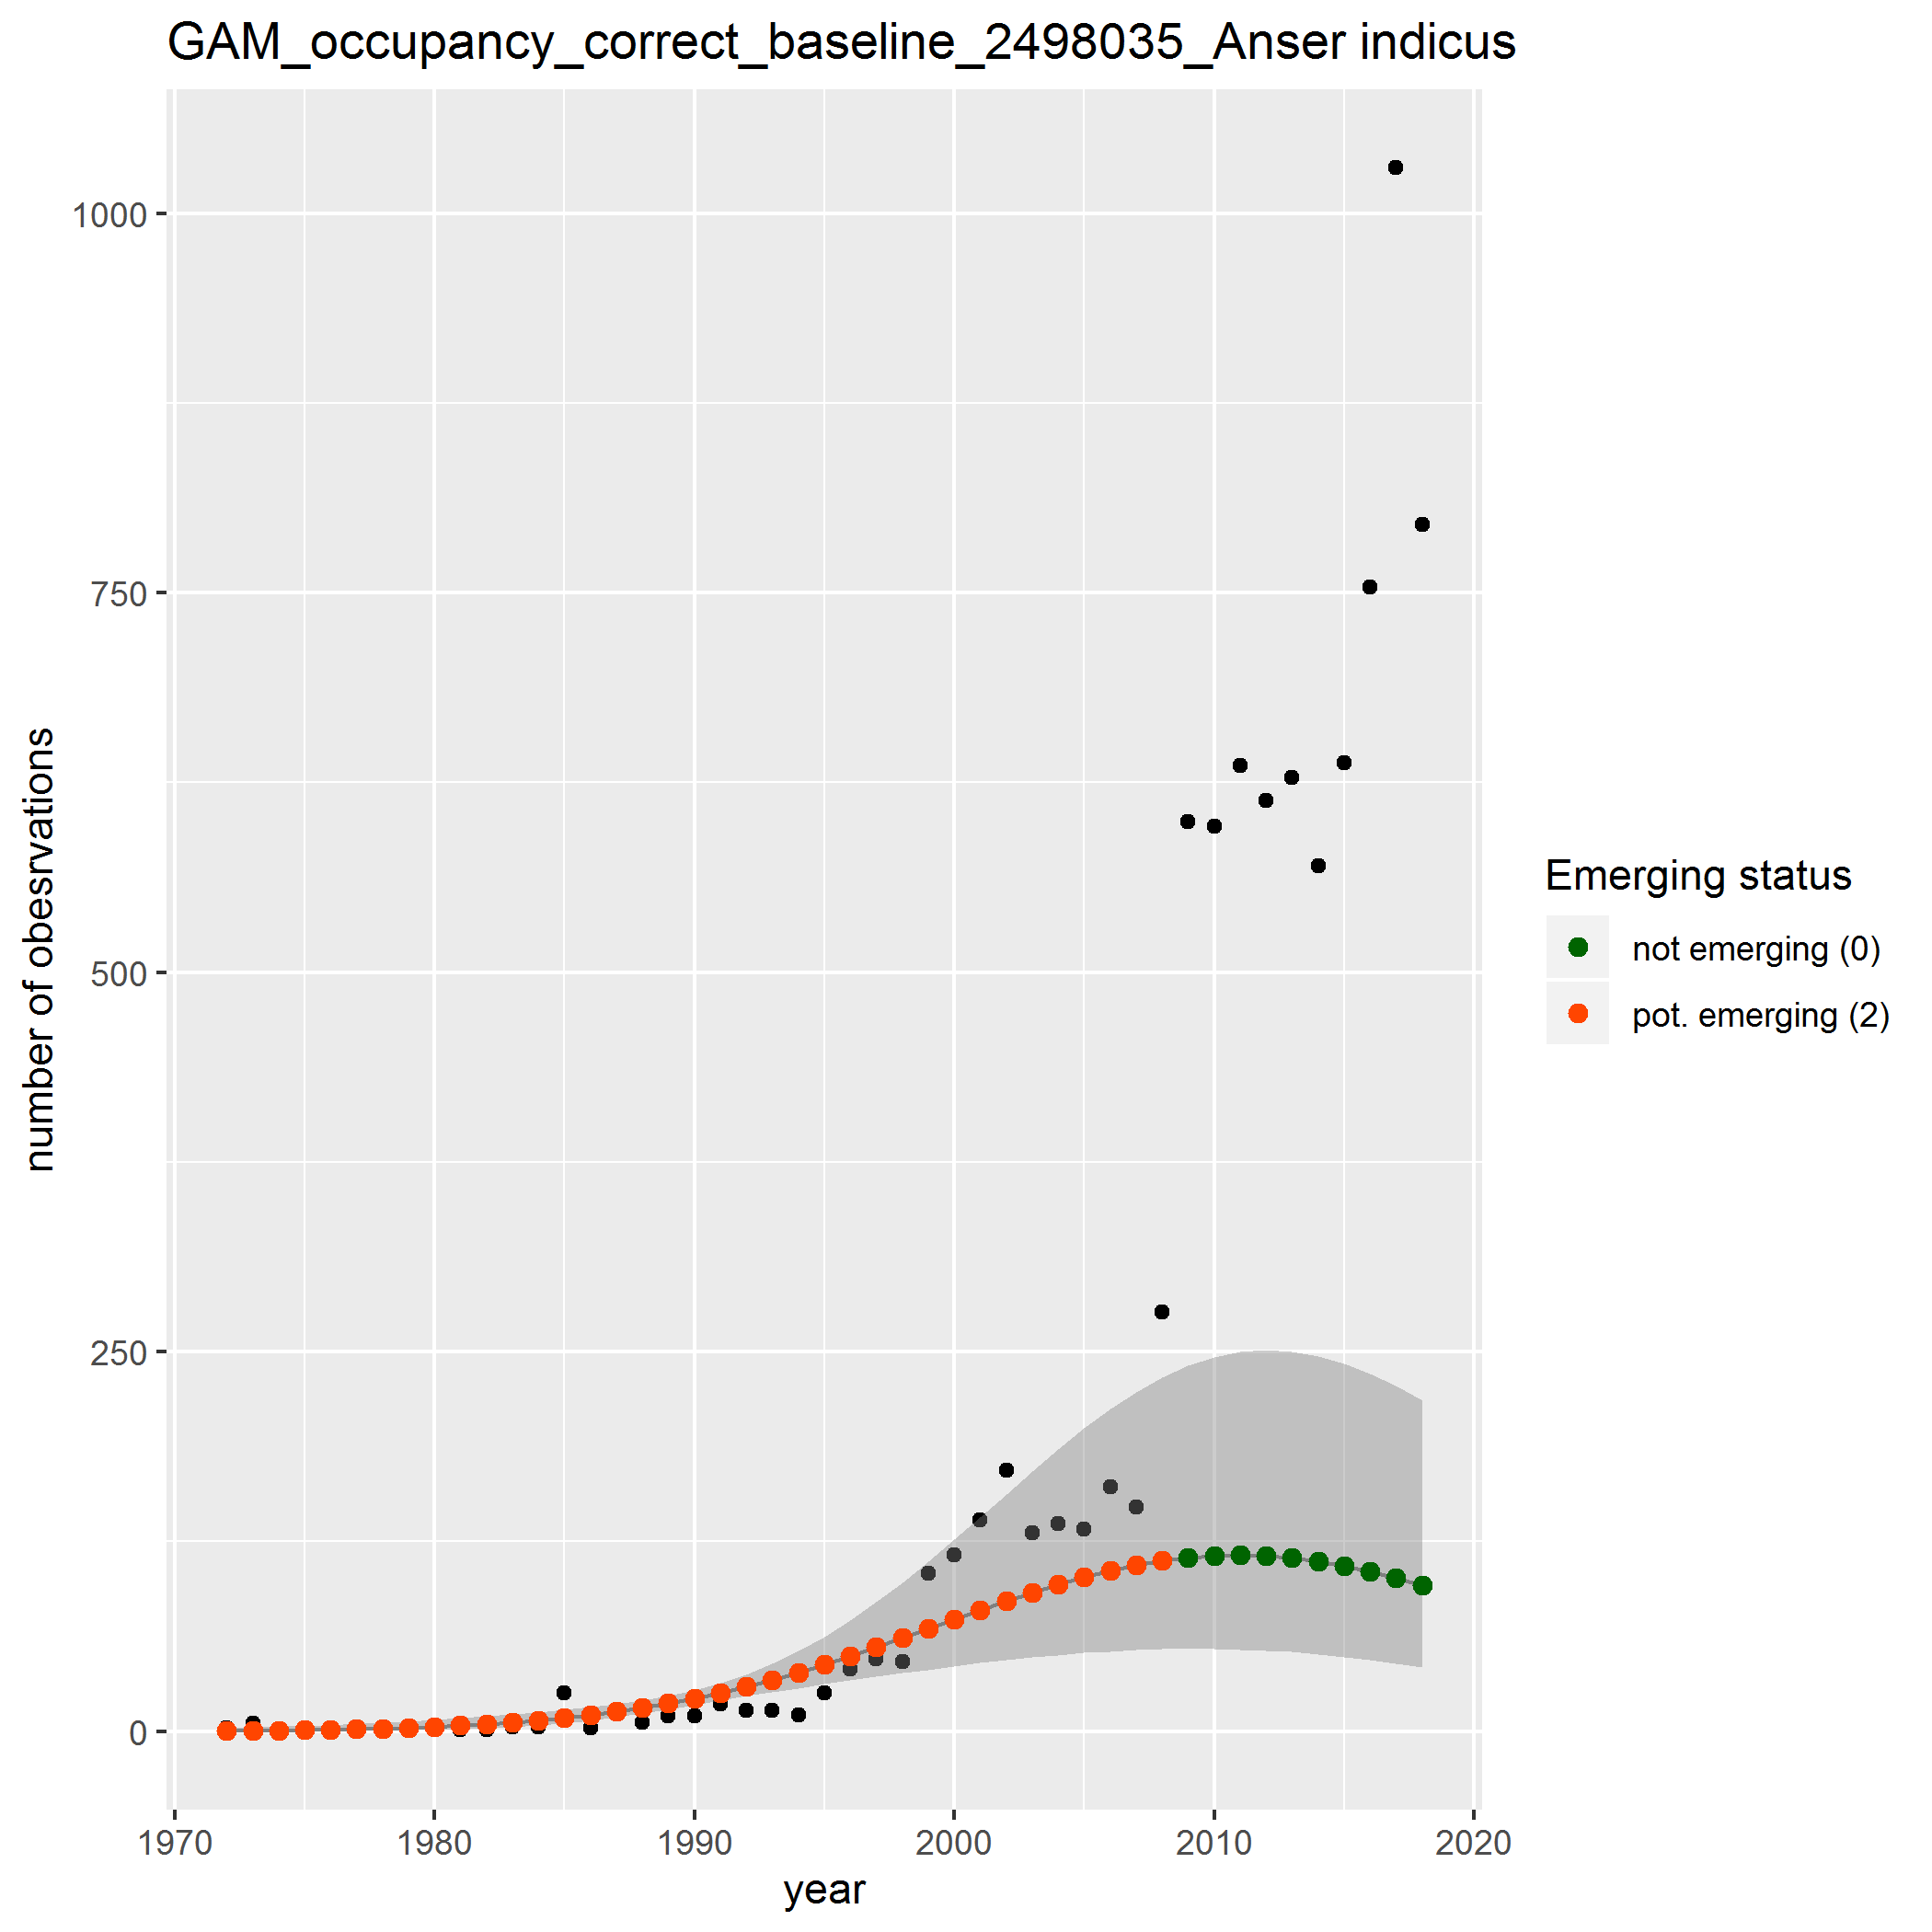 GAM_occupancy_correct_baseline_2498035_Anser indicus
1000
750
500
250
0
number of obesrvations
1970 1980 1990 2000 2010 2020
year
Emerging status
not emerging (0)
pot. emerging (2)